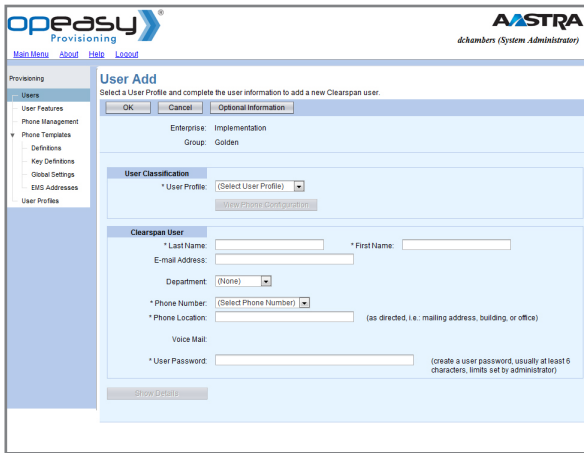 opeasy
Provisioning
AASTRA
dchambers (System Administrator)
Main Menu About Help Logout
Provisioning
Users
User Features
Phone Management
Phone Templates
Definitions
Key Definitions
Global Settings
EMS Addresses
User Profiles
User Add
Select a User Profile and complete the user information to add a new Clearspan user.
OK Cancel Optional Information
Enterprise: Implementation
Group: Golden
User Classification
* User Profile: (Select User Profile)
View Phone Configuration
Clearspan User
* Last Name: * First Name:
E-mail Address:
Department: (None)
* Phone Number: (Select Phone Number)
* Phone Location: (as directed, i.e.: mailing address, building, or office)
Voice Mail:
* User Password: (create a user password, usually at least 6
characters, limits set by administrator)
Show Details